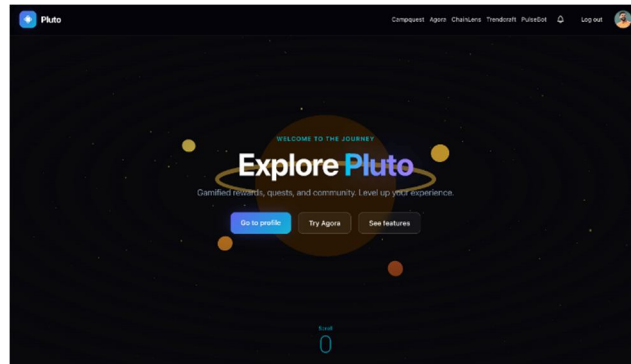 Pluto
Campquest Agora ChainLens Trendcraft PulseBot Log out
WELCOME TO THE JOURNEY
Explore Pluto
Gamified rewards, quests, and community. Level up your experience.
Go to profile Try Agora See features
Scroll